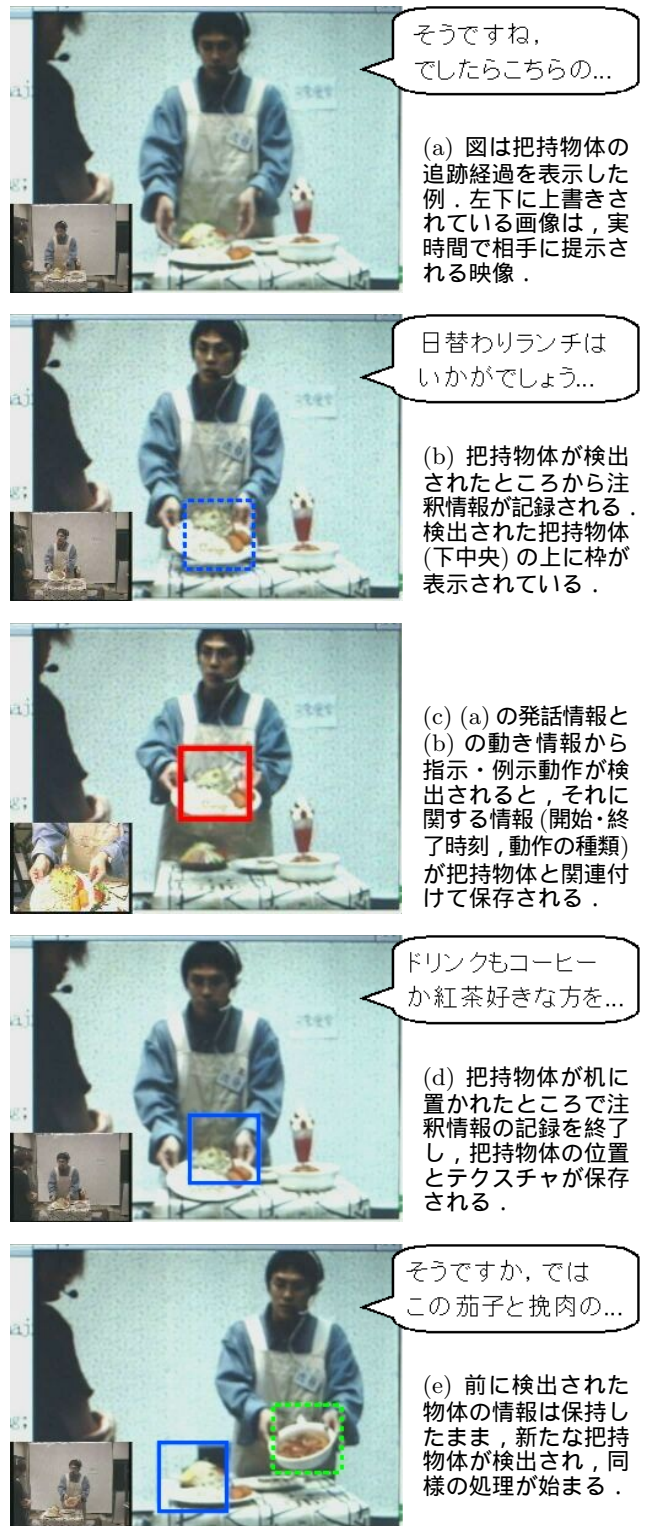 そうですね,
でしたらこちらの...
(a) 図は把持物体の
追跡経過を表示した
例．左下に上書きさ
れている画像は，実
時間で相手に提示さ
れる映像．
日替わりランチは
いかがでしょう...
(b) 把持物体が検出
されたところから注
釈情報が記録される．
検出された把持物体
(下中央) の上に枠が
表示されている．
(c) (a) の発話情報と
(b) の動き情報から
指示・例示動作が検
出されると，それに
関する情報 (開始・終
了時刻，動作の種類)
が把持物体と関連付
けて保存される．
ドリンクもコーヒー
か紅茶好きな方を...
(d) 把持物体が机に
置かれたところで注
釈情報の記録を終了
し，把持物体の位置
とテクスチャが保存
される．
そうですか, では
この茄子と挽肉の...
(e) 前に検出された
物体の情報は保持し
たまま，新たな把持
物体が検出され，同
様の処理が始まる．